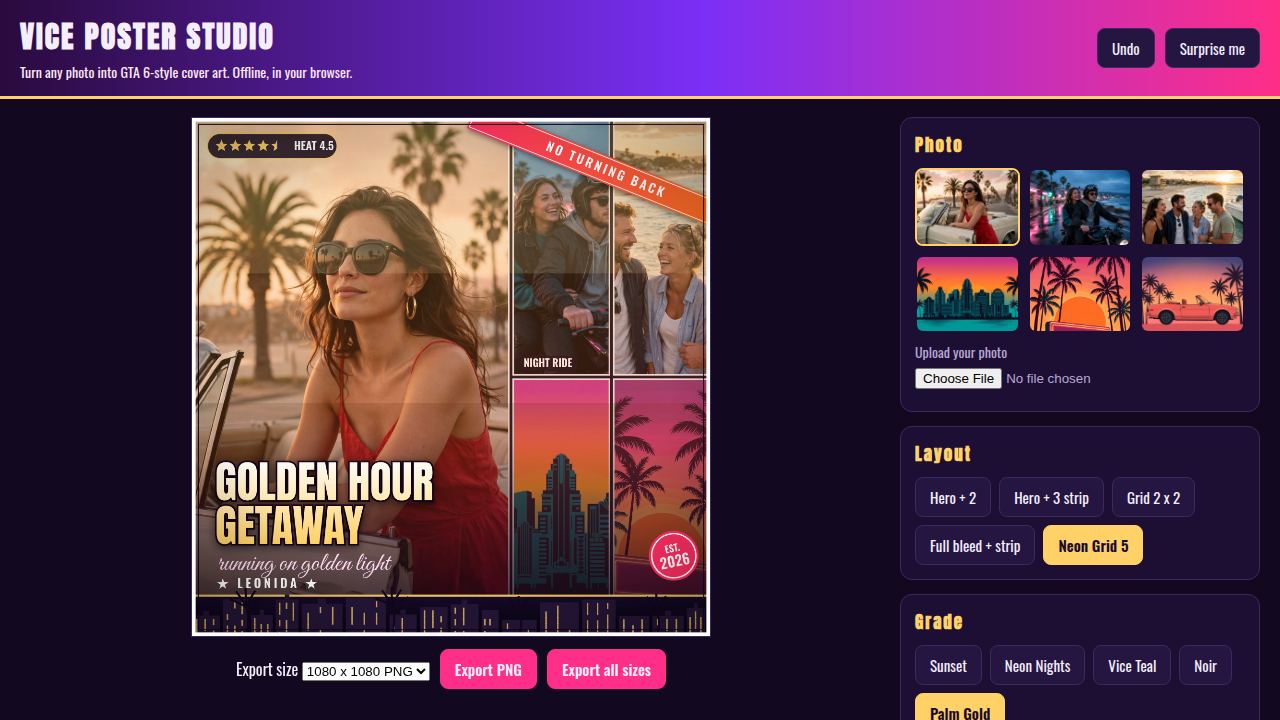 VICE POSTER STUDIO
Turn any photo into GTA 6-style cover art. Offline, in your browser.
Undo
Surprise me
HEAT 4.5
NO TURNING BACK
NIGHT RIDE
GOLDEN HOUR
GETAWAY
running on golden light
★ LEONIDA ★
EST.
2026
Export size
1080 x 1080 PNG
Export PNG
Export all sizes
Photo
Upload your photo
Choose File
No file chosen
Layout
Hero + 2
Hero + 3 strip
Grid 2 x 2
Full bleed + strip
Neon Grid 5
Grade
Sunset
Neon Nights
Vice Teal
Noir
Palm Gold